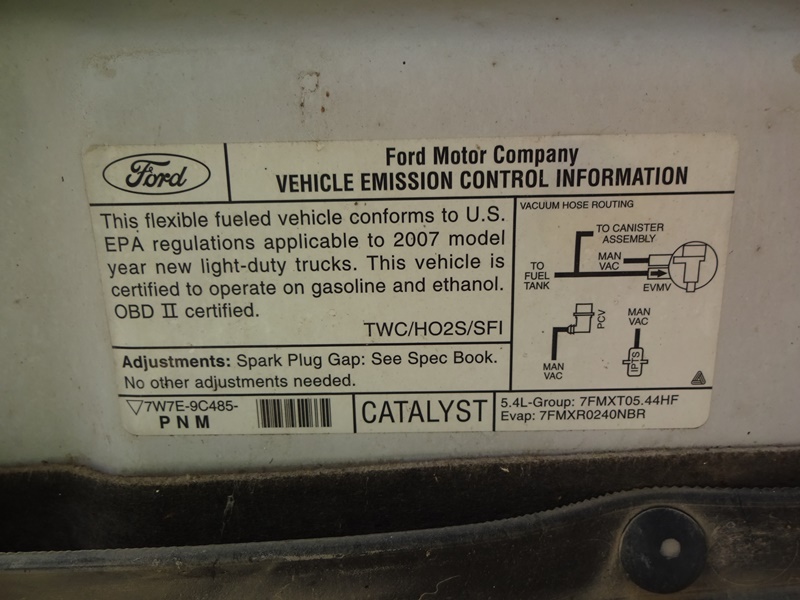 Ford
Ford Motor Company
VEHICLE EMISSION CONTROL INFORMATION
This flexible fueled vehicle conforms to U.S.
EPA regulations applicable to 2007 model
year new light-duty trucks. This vehicle is
certified to operate on gasoline and ethanol.
OBD II certified.
TWC/HO2S/SFI
VACUUM HOSE ROUTING
TO CANISTER
ASSEMBLY
MAN
VAC
TO
FUEL
TANK
EVMV
PCV
MAN
VAC
MAN
VAC
IPTS
Adjustments: Spark Plug Gap: See Spec Book.
No other adjustments needed.
▽7W7E-9C485-
PNM
CATALYST
5.4L-Group: 7FMXT05.44HF
Evap: 7FMXR0240NBR